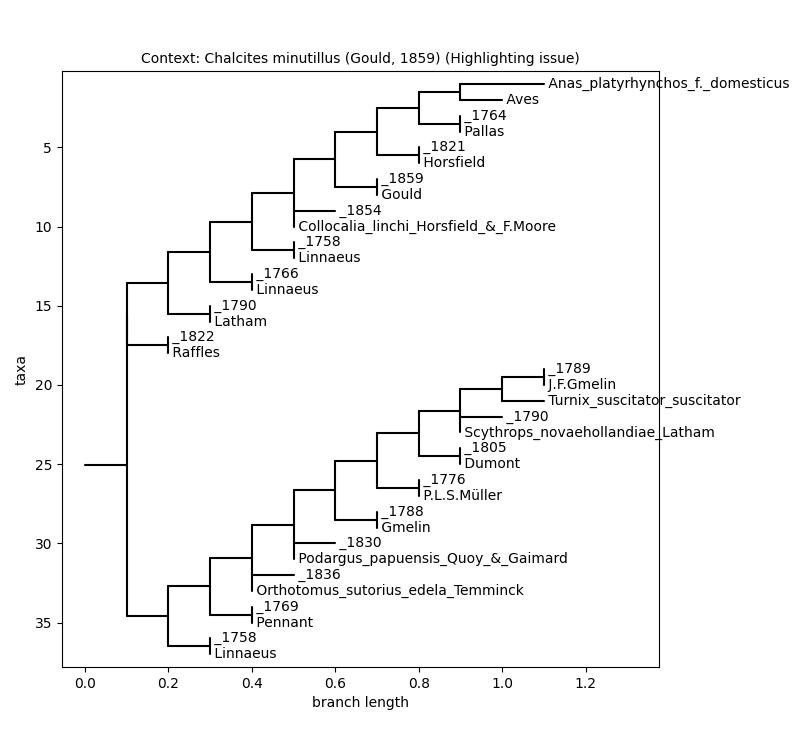 Context: Chalcites minutillus (Gould, 1859) (Highlighting issue)
Anas_platyrhynchos_f._domesticus
Aves
_1764
Pallas
_1821
5
Horsfield
_1859
Gould
_1854
10
Collocalia_linchi_Horsfield_&_F.Moore
_1758
Linnaeus
_1766
Linnaeus
_1790
15
Latham
_1822
Raffles
_1789
20
J.F.Gmelin
Turnix_suscitator_suscitator
_1790
Scythrops_novaehollandiae_Latham
_1805
25
Dumont
_1776
P.L.S.Müller
_1788
Gmelin
_1830
30
Podargus_papuensis_Quoy_&_Gaimard
_1836
Orthotomus_sutorius_edela_Temminck
_1769
35
Pennant
_1758
Linnaeus
taxa
0.0 0.2 0.4 0.6 0.8 1.0 1.2
branch length